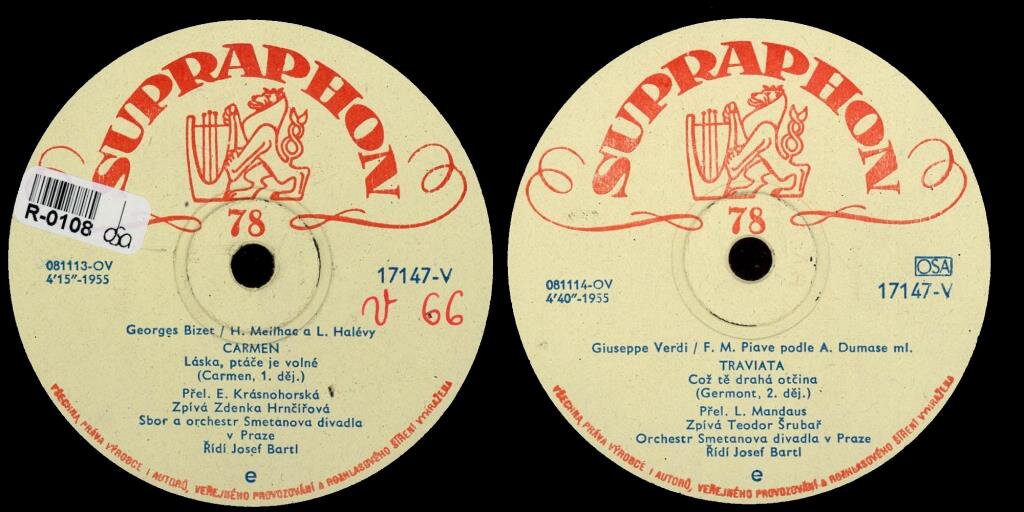 SUPRAPHON
R-0108
osa
78
081113-OV
4'15"-1955
17147-V
V 66
Georges Bizet / H. Meilhac a L. Halévy
CARMEN
Láska, ptáče je volné
(Carmen, 1. děj.)
Přel. E. Krásnohorská
Zpívá Zdenka Hrnčířová
Sbor a orchestr Smetanova divadla
v Praze
Řídí Josef Bartl
e
VŠECHNA PRÁVA VÝROBCE I AUTORŮ, VEŘEJNÉHO PROVOZOVÁNÍ A ROZHLASOVÉHO ŠÍŘENÍ VYHRAŽENA
SUPRAPHON
78
081114-OV
4'40"-1955
OSA
17147-V
Giuseppe Verdi / F. M. Piave podle A. Dumase ml.
TRAVIATA
Což tě drahá otčina
(Germont, 2. děj.)
Přel. L. Mandaus
Zpívá Teodor Šrubař
Orchestr Smetanova divadla v Praze
Řídí Josef Bartl
e
VŠECHNA PRÁVA VÝROBCE I AUTORŮ, VEŘEJNÉHO PROVOZOVÁNÍ A ROZHLASOVÉHO ŠÍŘENÍ VYHRAŽENA